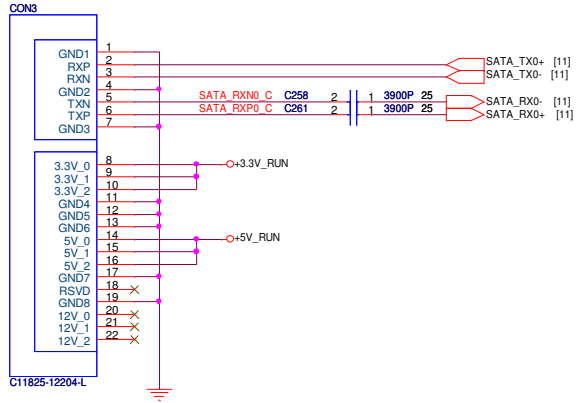 CON3
GND1 1
RXP 2 SATA_TX0+ [11]
RXN 3 SATA_TX0- [11]
GND2 4
TXN 5 SATA_RXN0_C C258 2 1 3900P 25 SATA_RX0- [11]
TXP 6 SATA_RXP0_C C261 2 1 3900P 25 SATA_RX0+ [11]
GND3 7
3.3V_0 8 +3.3V_RUN
3.3V_1 9
3.3V_2 10
GND4 11
GND5 12
GND6 13
5V_0 14 +5V_RUN
5V_1 15
5V_2 16
GND7 17
RSVD 18
GND8 19
12V_0 20
12V_1 21
12V_2 22
C11825-12204-L